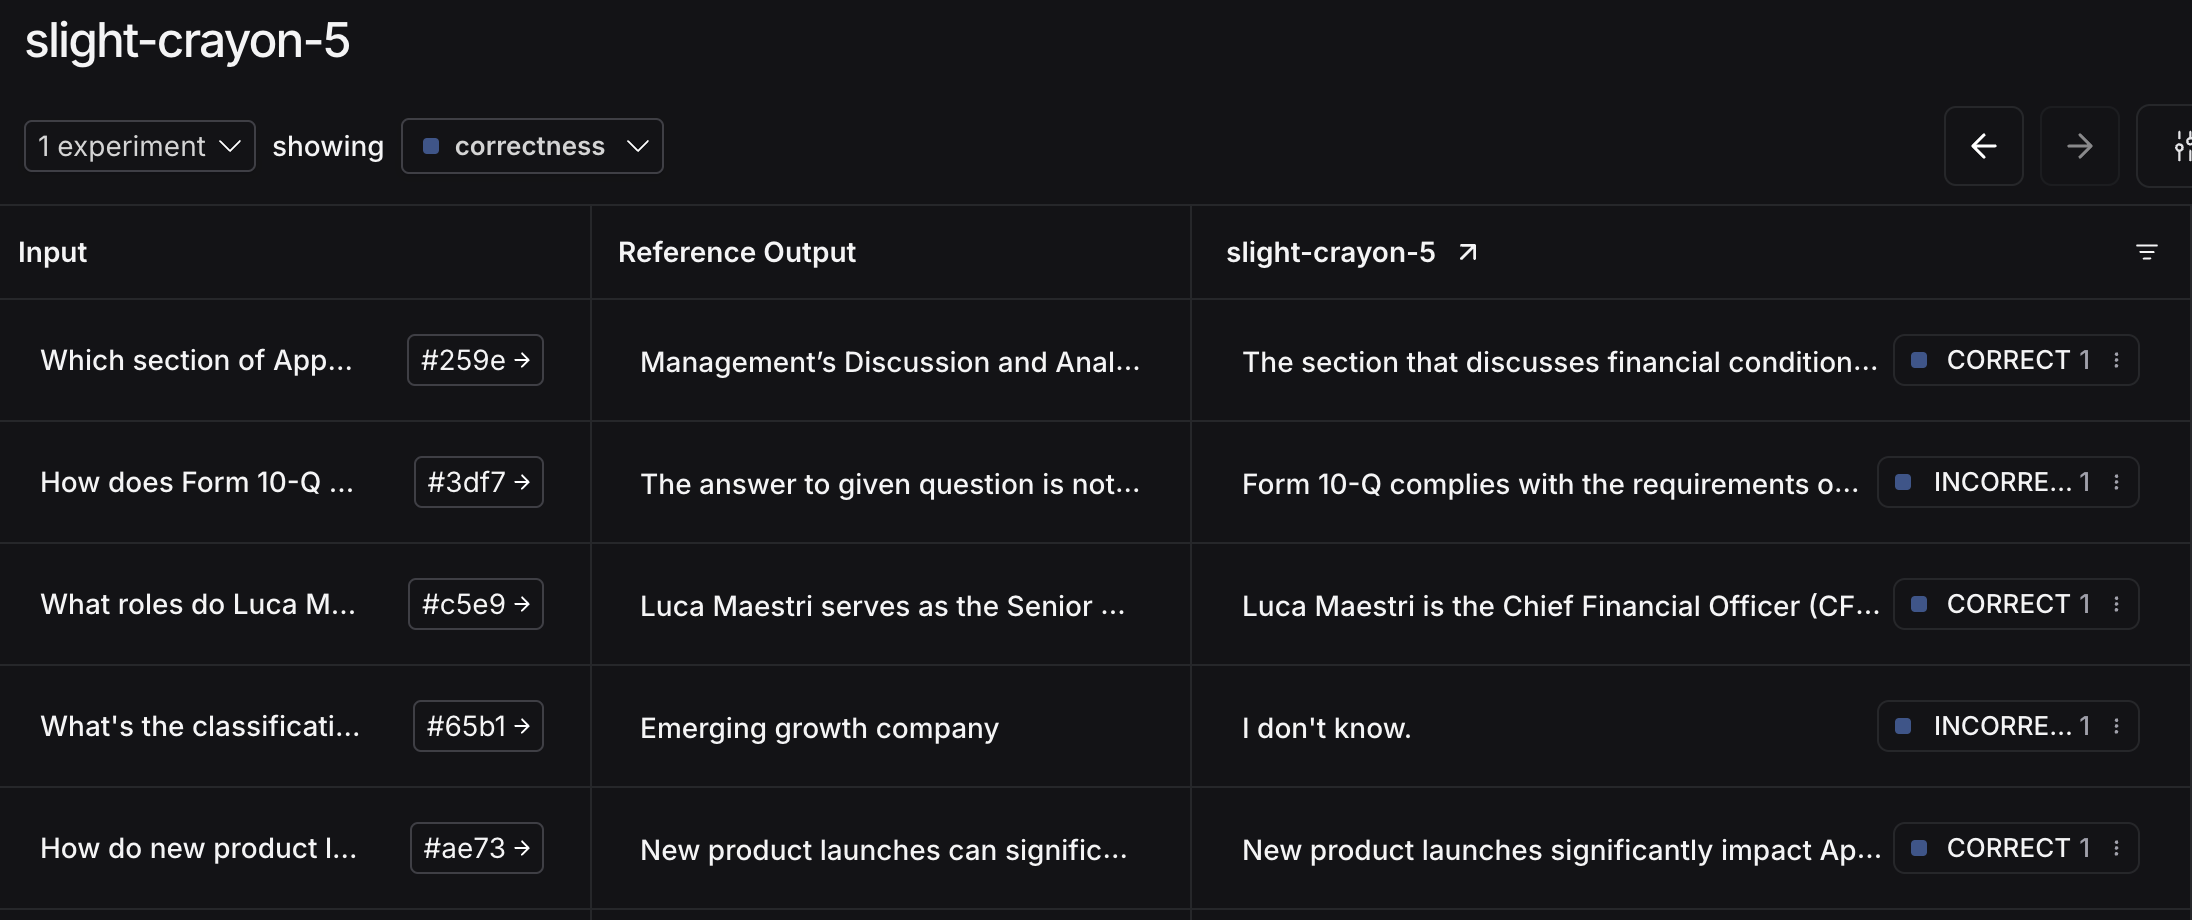 slight-crayon-5
1 experiment showing correctness
Input Reference Output slight-crayon-5
Which section of App... #259e → Management’s Discussion and Anal... The section that discusses financial condition... CORRECT 1
How does Form 10-Q ... #3df7 → The answer to given question is not... Form 10-Q complies with the requirements o... INCORRE... 1
What roles do Luca M... #c5e9 → Luca Maestri serves as the Senior ... Luca Maestri is the Chief Financial Officer (CF... CORRECT 1
What's the classificati... #65b1 → Emerging growth company I don't know. INCORRE... 1
How do new product l... #ae73 → New product launches can signific... New product launches significantly impact Ap... CORRECT 1